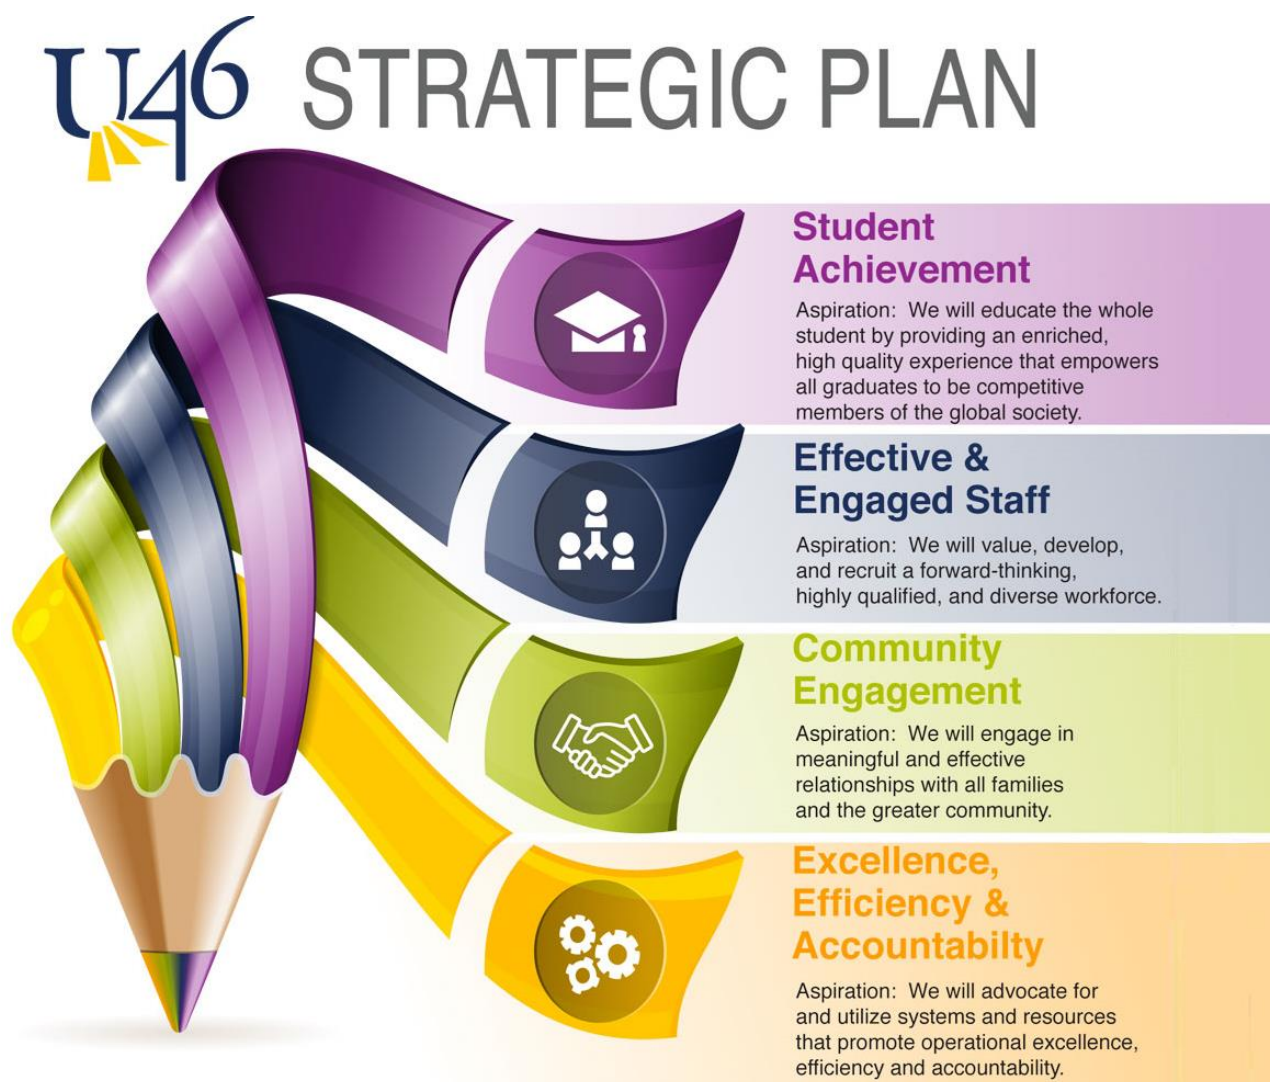 U46 STRATEGIC PLAN
Student
Achievement
Aspiration: We will educate the whole
student by providing an enriched,
high quality experience that empowers
all graduates to be competitive
members of the global society.
Effective &
Engaged Staff
Aspiration: We will value, develop,
and recruit a forward-thinking,
highly qualified, and diverse workforce.
Community
Engagement
Aspiration: We will engage in
meaningful and effective
relationships with all families
and the greater community.
Excellence,
Efficiency &
Accountabilty
Aspiration: We will advocate for
and utilize systems and resources
that promote operational excellence,
efficiency and accountability.